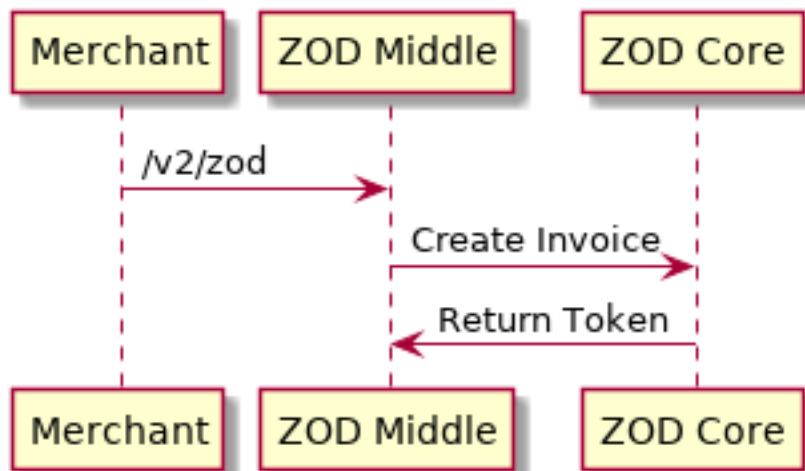 Merchant ZOD Middle ZOD Core
/v2/zod
Create Invoice
Return Token
Merchant ZOD Middle ZOD Core